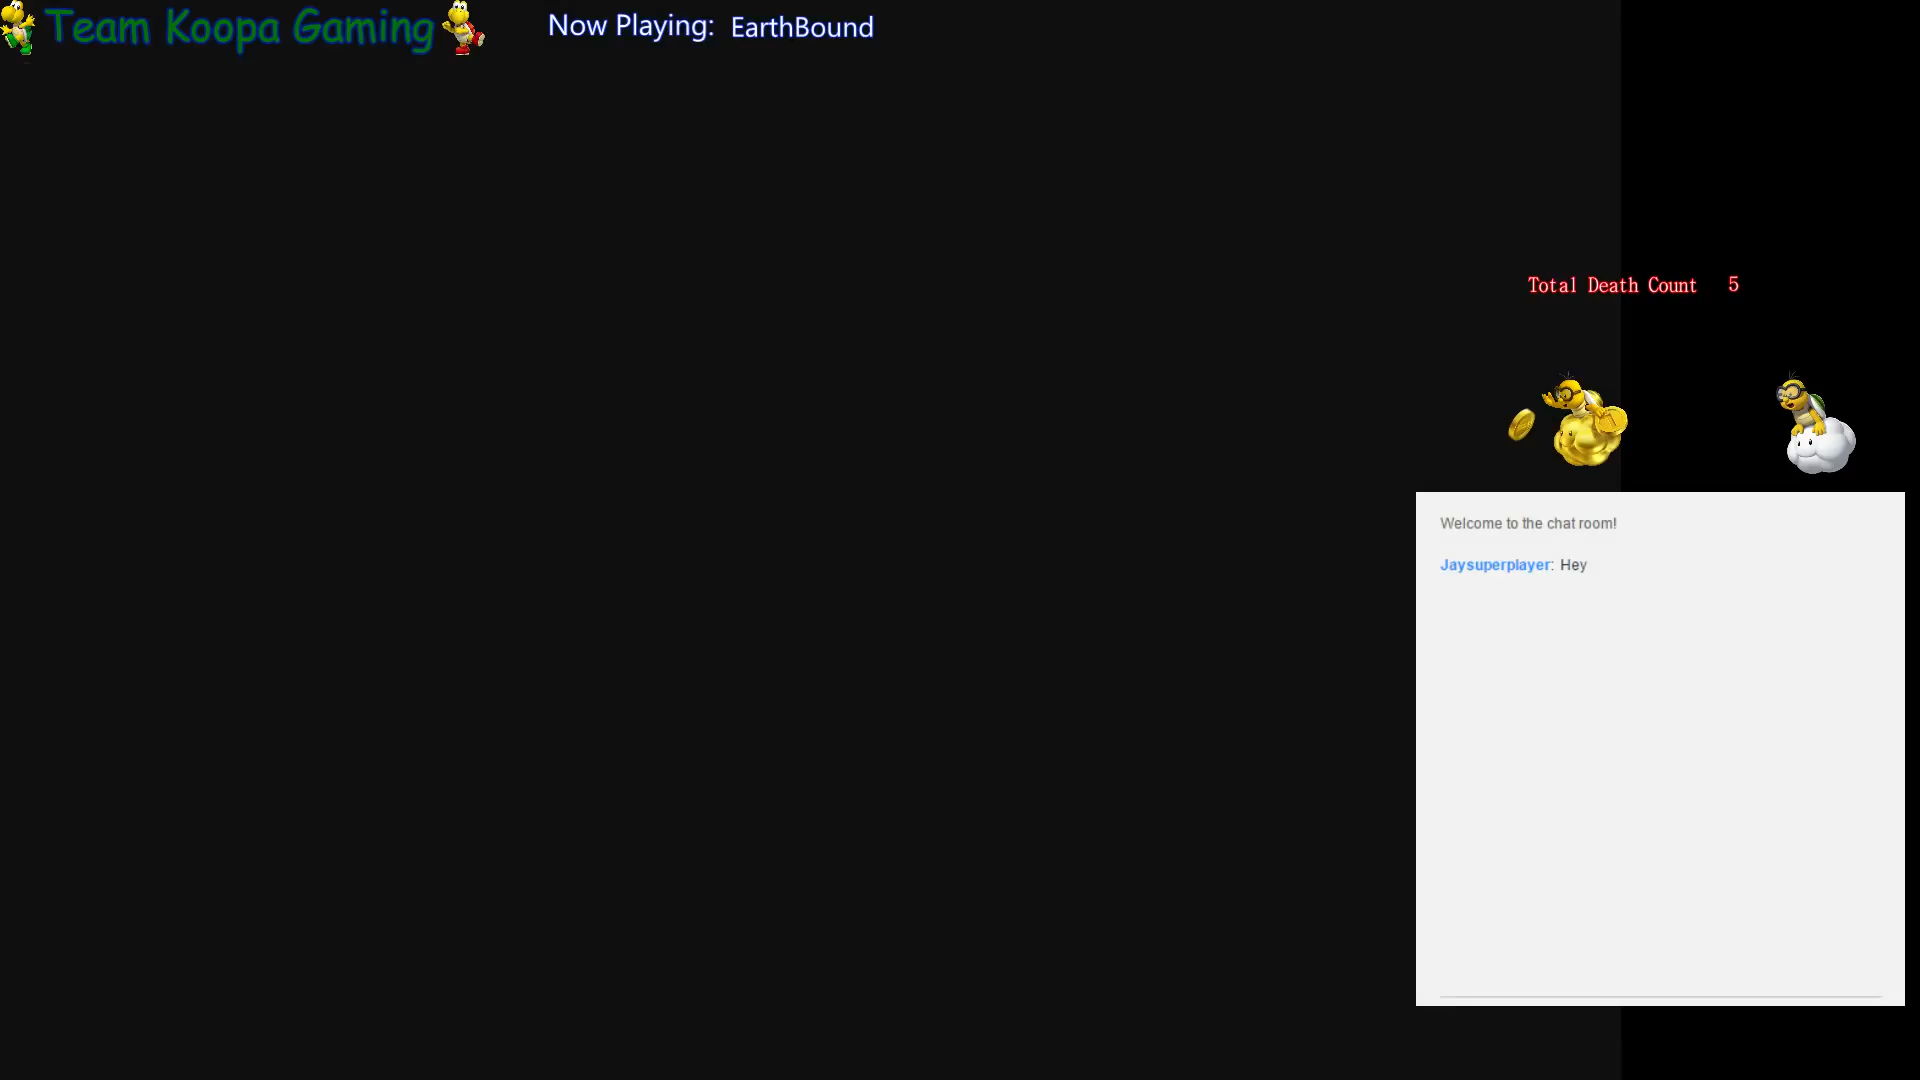 Team Koopa Gaming
Now Playing: EarthBound
Total Death Count 5
Welcome to the chat room!
Jaysuperplayer: Hey